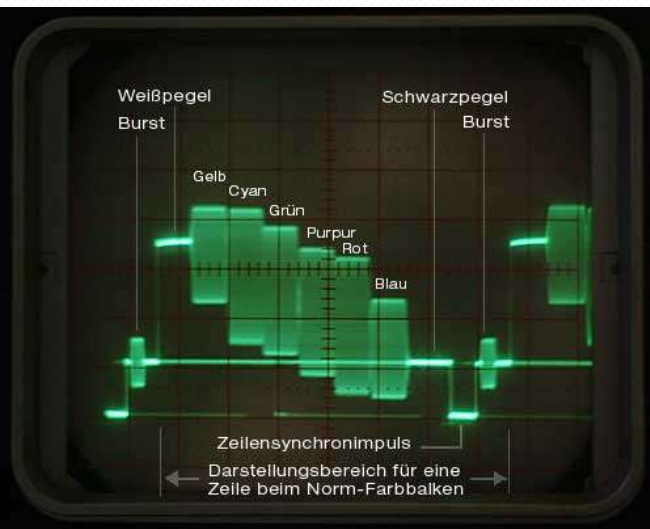 Weißpegel
Schwarzpegel
Burst
Burst
Gelb
Cyan
Grün
Purpur
Rot
Blau
Zeilensynchronimpuls
Darstellungsbereich für eine
Zeile beim Norm-Farbbalken